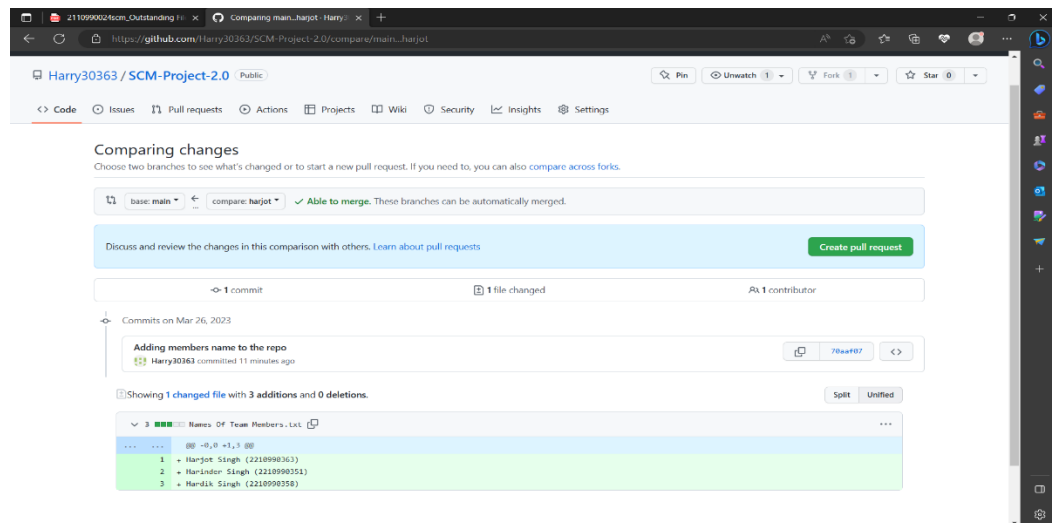 2110990024scm_Outstanding Fil
Comparing main...harjot · Harry3
https://github.com/Harry30363/SCM-Project-2.0/compare/main...harjot
Harry30363 / SCM-Project-2.0 Public
Pin Unwatch 1 Fork 1 Star 0
<> Code Issues Pull requests Actions Projects Wiki Security Insights Settings
Comparing changes
Choose two branches to see what's changed or to start a new pull request. If you need to, you can also compare across forks.
base: main ← compare: harjot ✓ Able to merge. These branches can be automatically merged.
...
Discuss and review the changes in this comparison with others. Learn about pull requests
Create pull request
1 commit 1 file changed 1 contributor
Commits on Mar 26, 2023
Adding members name to the repo
Harry30363 committed 11 minutes ago
70aaf07 <>
Showing 1 changed file with 3 additions and 0 deletions.
Split Unified
3 Names Of Team Members.txt ...
... ... @@ -0,0 +1,3 @@
1 + Harjot Singh (2210990363)
2 + Harinder Singh (2210990351)
3 + Hardik Singh (2210990358)